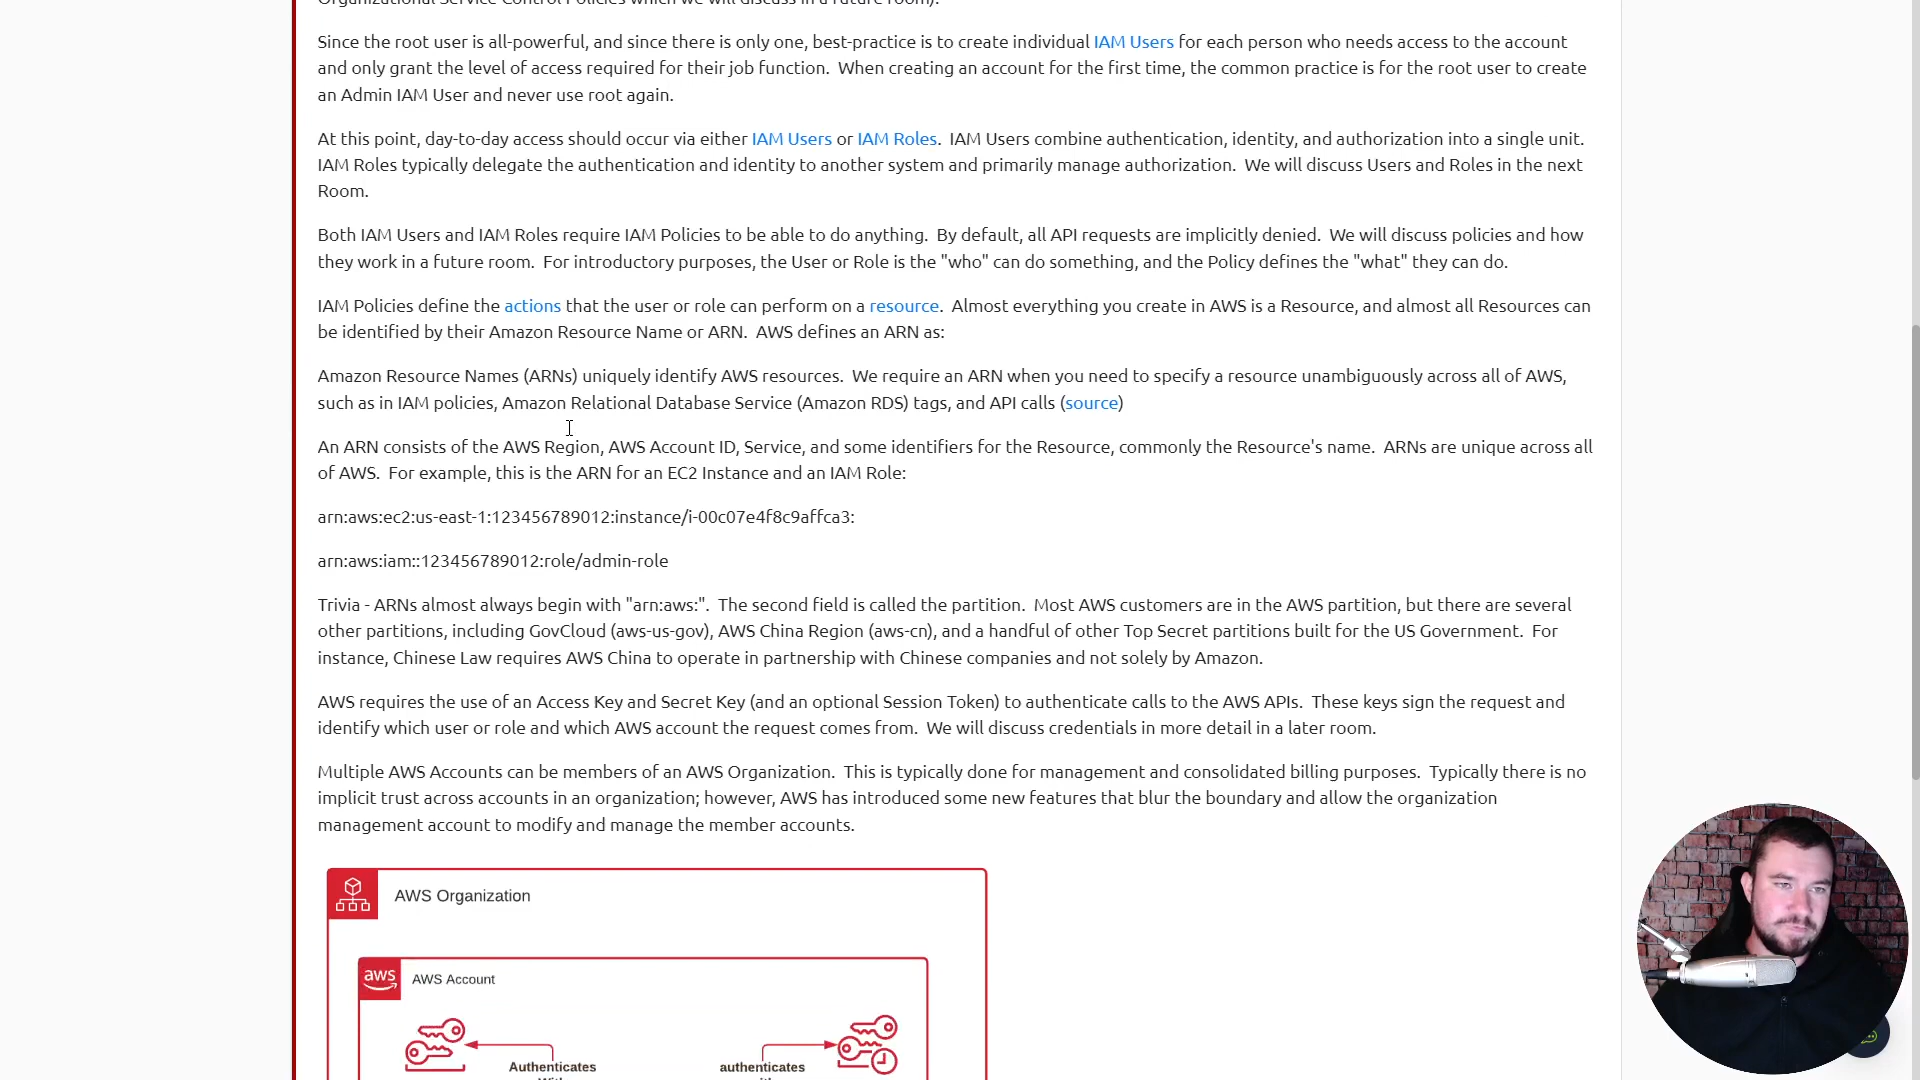 Organizational Service Control Policies which we will discuss in a future room).
Since the root user is all-powerful, and since there is only one, best-practice is to create individual IAM Users for each person who needs access to the account
and only grant the level of access required for their job function.  When creating an account for the first time, the common practice is for the root user to create
an Admin IAM User and never use root again.
At this point, day-to-day access should occur via either IAM Users or IAM Roles.  IAM Users combine authentication, identity, and authorization into a single unit.
IAM Roles typically delegate the authentication and identity to another system and primarily manage authorization.  We will discuss Users and Roles in the next
Room.
Both IAM Users and IAM Roles require IAM Policies to be able to do anything.  By default, all API requests are implicitly denied.  We will discuss policies and how
they work in a future room.  For introductory purposes, the User or Role is the "who" can do something, and the Policy defines the "what" they can do.
IAM Policies define the actions that the user or role can perform on a resource.  Almost everything you create in AWS is a Resource, and almost all Resources can
be identified by their Amazon Resource Name or ARN.  AWS defines an ARN as:
Amazon Resource Names (ARNs) uniquely identify AWS resources.  We require an ARN when you need to specify a resource unambiguously across all of AWS,
such as in IAM policies, Amazon Relational Database Service (Amazon RDS) tags, and API calls (source)
An ARN consists of the AWS Region, AWS Account ID, Service, and some identifiers for the Resource, commonly the Resource's name.  ARNs are unique across all
of AWS.  For example, this is the ARN for an EC2 Instance and an IAM Role:
arn:aws:ec2:us-east-1:123456789012:instance/i-00c07e4f8c9affca3:
arn:aws:iam::123456789012:role/admin-role
Trivia - ARNs almost always begin with "arn:aws:".  The second field is called the partition.  Most AWS customers are in the AWS partition, but there are several
other partitions, including GovCloud (aws-us-gov), AWS China Region (aws-cn), and a handful of other Top Secret partitions built for the US Government.  For
instance, Chinese Law requires AWS China to operate in partnership with Chinese companies and not solely by Amazon.
AWS requires the use of an Access Key and Secret Key (and an optional Session Token) to authenticate calls to the AWS APIs.  These keys sign the request and
identify which user or role and which AWS account the request comes from.  We will discuss credentials in more detail in a later room.
Multiple AWS Accounts can be members of an AWS Organization.  This is typically done for management and consolidated billing purposes.  Typically there is no
implicit trust across accounts in an organization; however, AWS has introduced some new features that blur the boundary and allow the organization
management account to modify and manage the member accounts.
AWS Organization
aws AWS Account
Authenticates authenticates